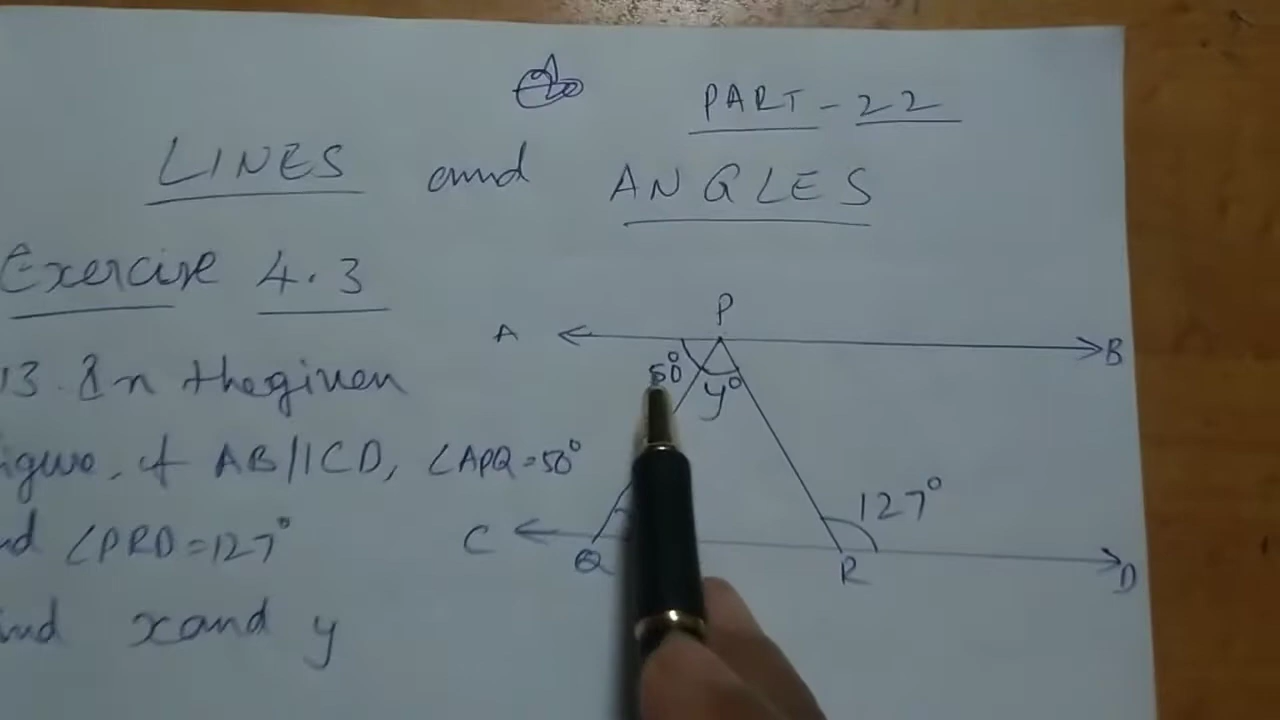 PART-22
LINES and ANGLES
Exercise 4.3
13. In the given
figure, if AB//CD, ∠APQ=50°
∠PRD=127°
x and y
P
A
B
50°
y°
127°
C
Q
R
D